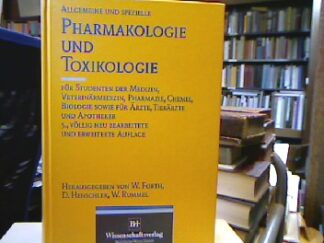 ALLGEMEINE UND SPEZIELLE
PHARMAKOLOGIE
UND
TOXIKOLOGIE
FÜR STUDENTEN DER MEDIZIN,
VETERINÄRMEDIZIN, PHARMAZIE, CHEMIE,
BIOLOGIE SOWIE FÜR ÄRZTE, TIERÄRZTE
UND APOTHEKER
5., VÖLLIG NEU BEARBEITETE
UND ERWEITERTE AUFLAGE
HERAUSGEGEBEN VON W. FORTH,
D. HENSCHLER, W. RUMMEL
Wissenschaftsverlag